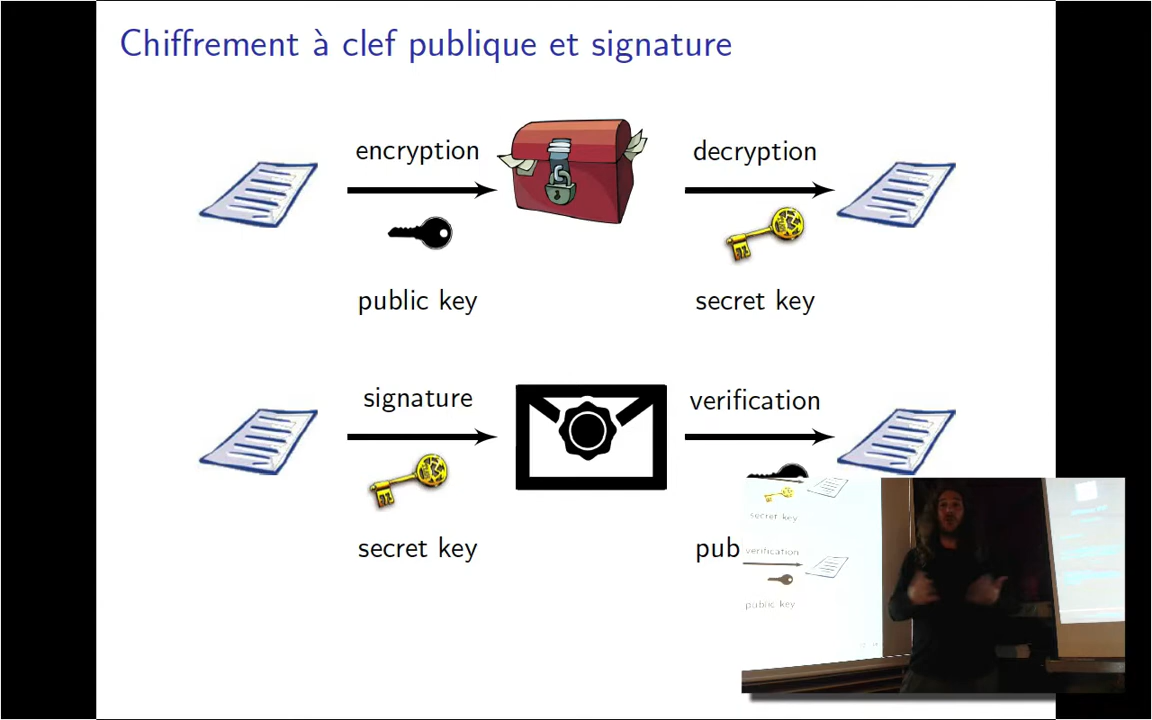 Chiffrement à clef publique et signature
encryption
decryption
public key
secret key
signature
verification
secret key
pub
secret key
verification
public key